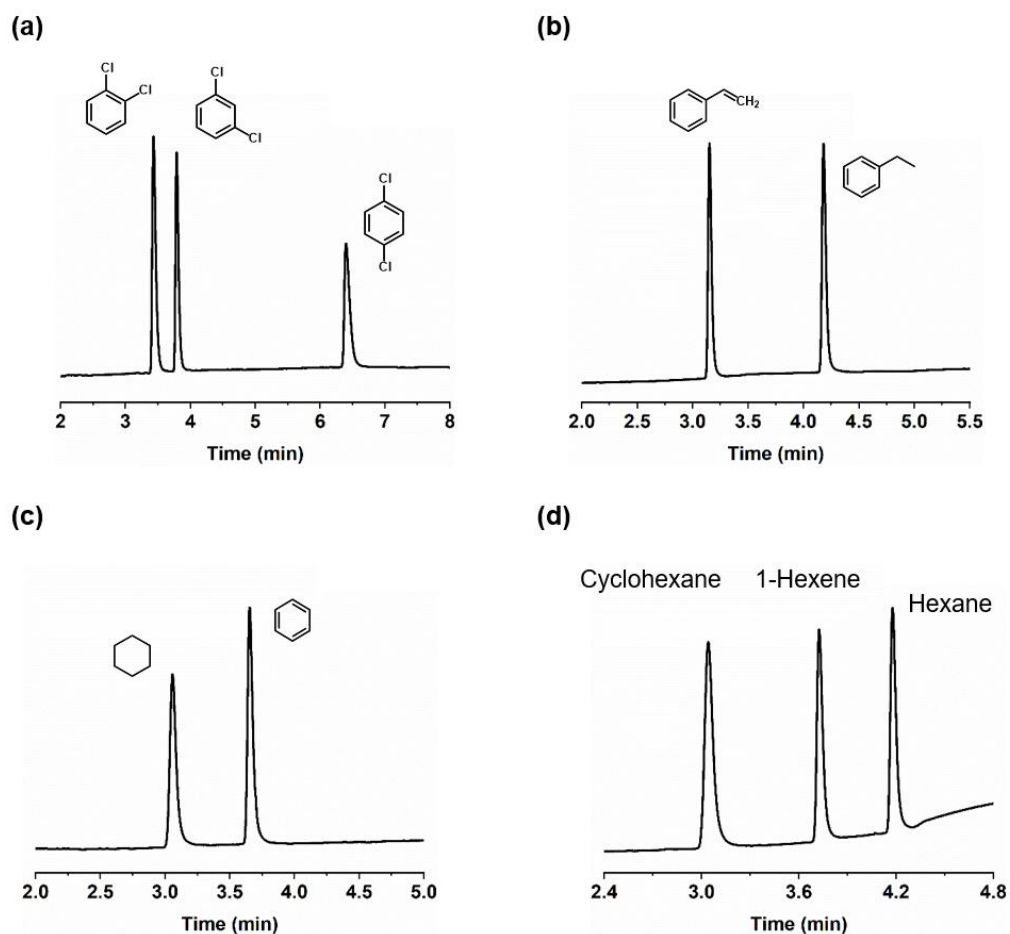 (a)
Cl
Cl
Cl
Cl
Cl
Cl
2 3 4 5 6 7 8
Time (min)
(b)
CH2
2.0 2.5 3.0 3.5 4.0 4.5 5.0 5.5
Time (min)
(c)
2.0 2.5 3.0 3.5 4.0 4.5 5.0
Time (min)
(d)
Cyclohexane 1-Hexene
Hexane
2.4 3.0 3.6 4.2 4.8
Time (min)